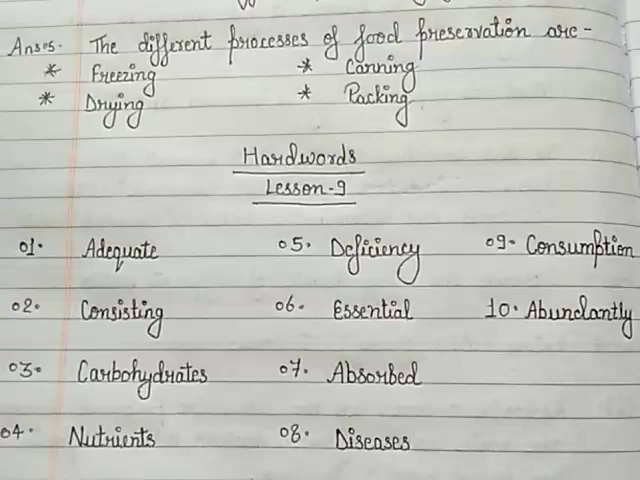 Ans 5. The different processes of food preservation are-
* Freezing * Canning
* Drying * Packing
Hardwords
Lesson-9
01. Adequate 05. Deficiency 09. Consumption
02. Consisting 06. Essential 10. Abundantly
03. Carbohydrates 07. Absorbed
04. Nutrients 08. Diseases